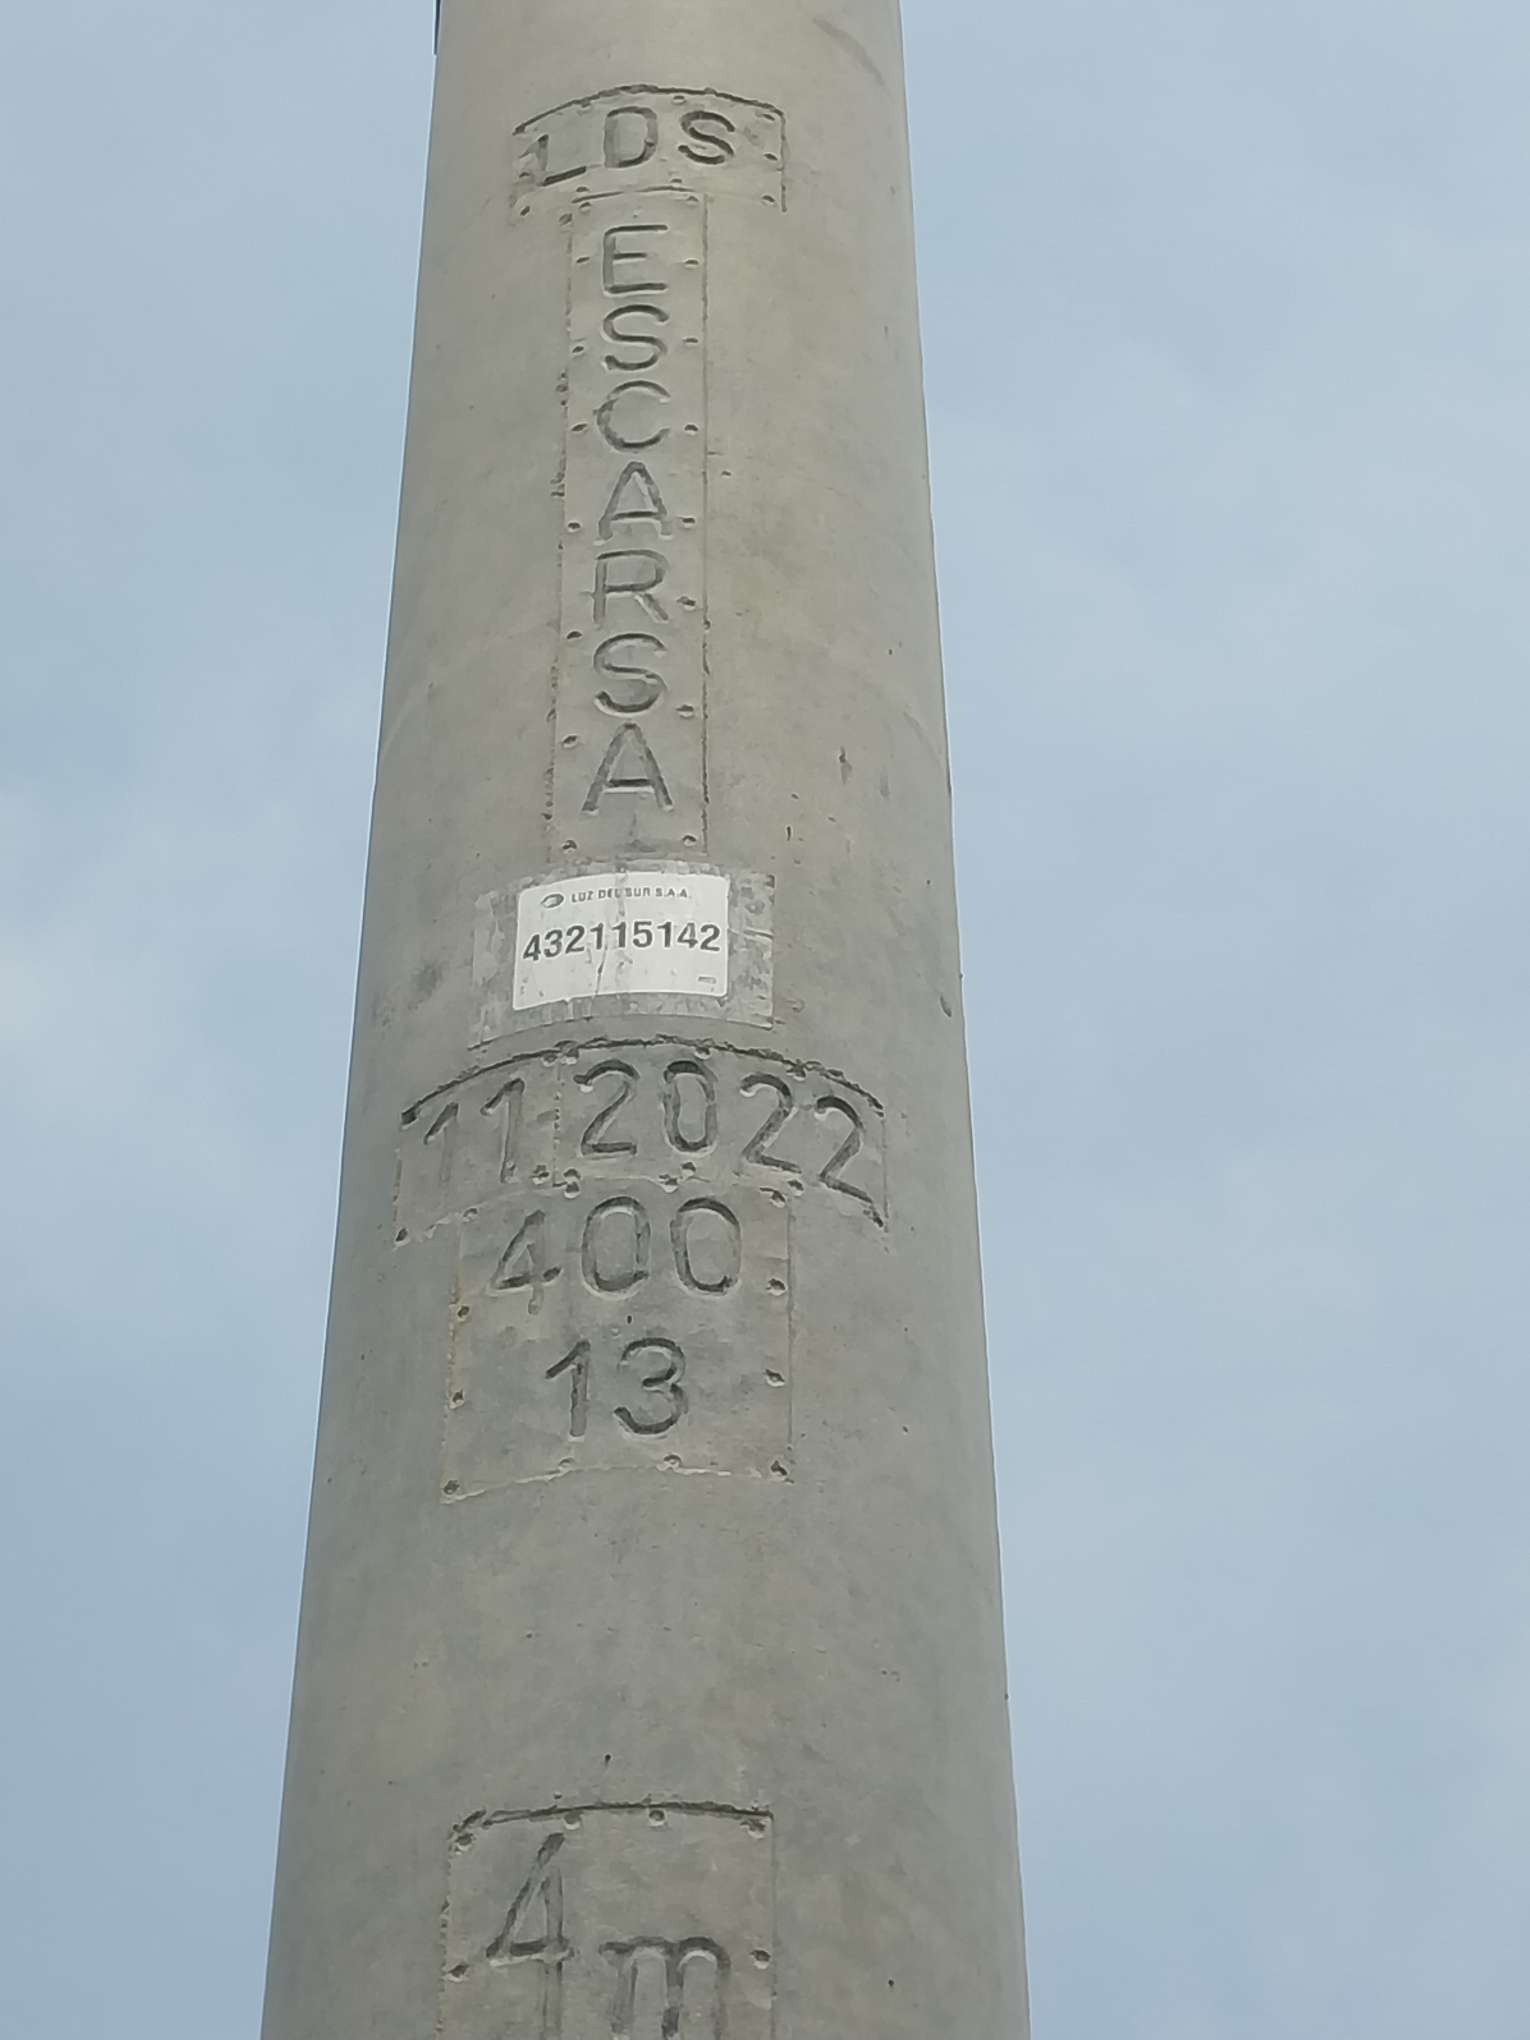 LDS
ESCARSA
LUZ DEL SUR S.A.A.
432115142
11 2022
400
13
4m